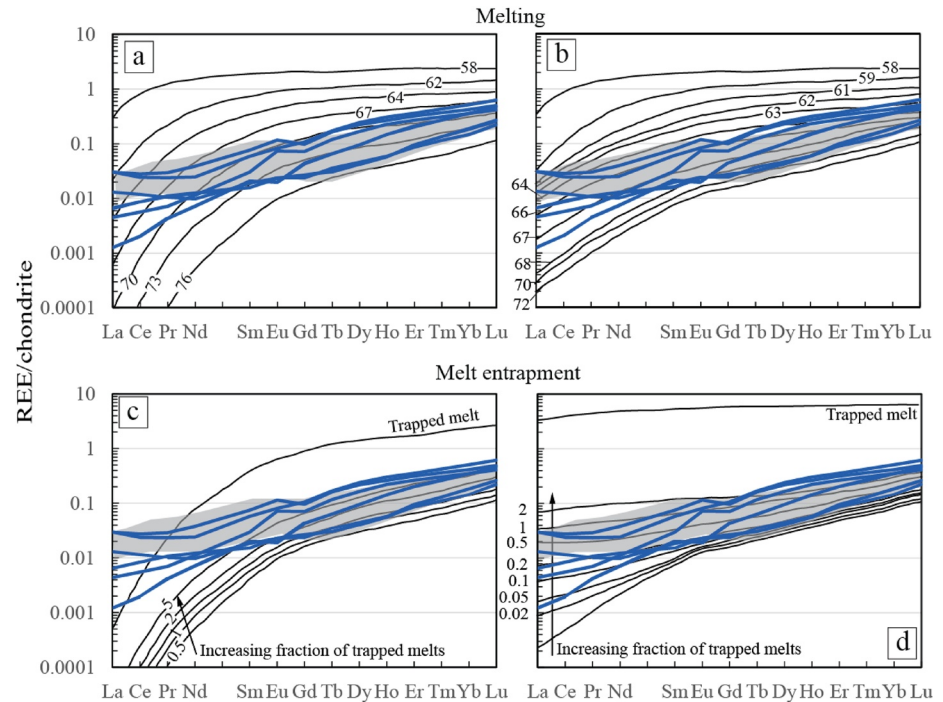 Melting
REE/chondrite
a
10
1
0.1
0.01
0.001
0.0001
58
62
64
67
70
73
76
La Ce Pr Nd Sm Eu Gd Tb Dy Ho Er Tm Yb Lu
b
58
59
61
62
63
64
66
67
68
70
72
La Ce Pr Nd Sm Eu Gd Tb Dy Ho Er Tm Yb Lu
Melt entrapment
c
10
1
0.1
0.01
0.001
0.0001
Trapped melt
5
2
1
0.5
Increasing fraction of trapped melts
La Ce Pr Nd Sm Eu Gd Tb Dy Ho Er Tm Yb Lu
Trapped melt
2
1
0.5
0.2
0.1
0.05
0.02
Increasing fraction of trapped melts
d
La Ce Pr Nd Sm Eu Gd Tb Dy Ho Er Tm Yb Lu